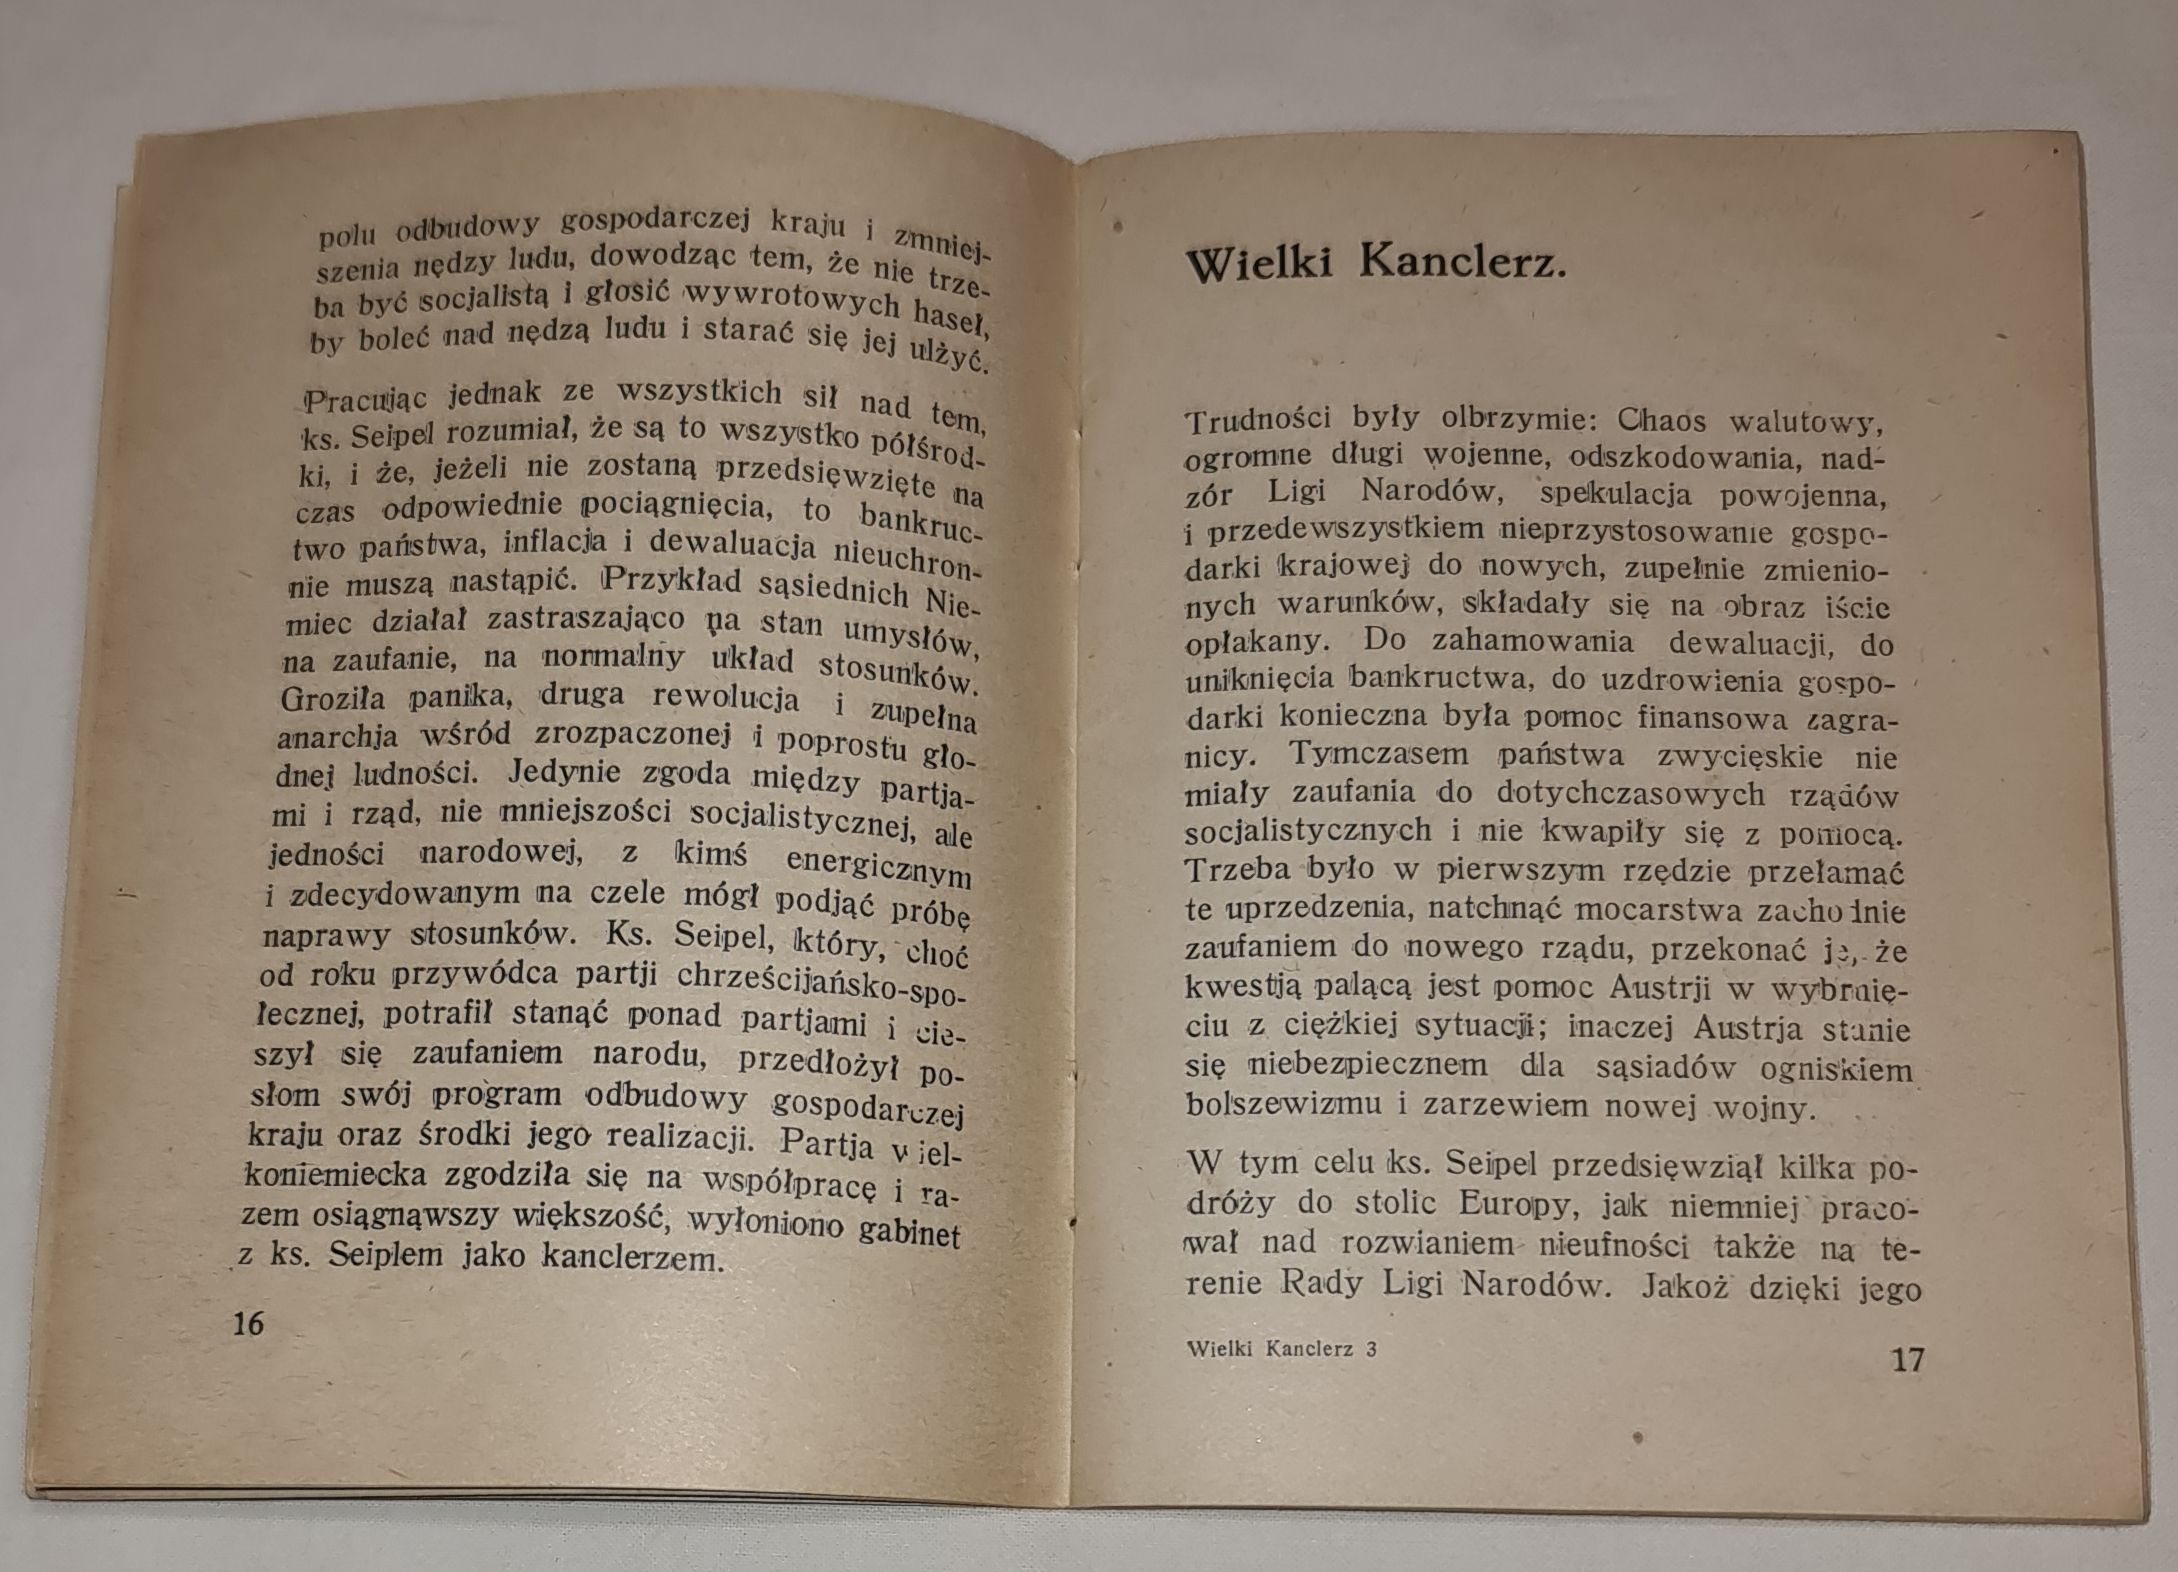 polu odbudowy gospodarczej kraju i zmniej-
szenia nędzy ludu, dowodząc tem, że nie trze-
ba być socjalistą i głosić wywrotowych haseł,
by boleć nad nędzą ludu i starać się jej ulżyć.
Pracując jednak ze wszystkich sił nad tem,
ks. Seipel rozumiał, że są to wszystko półśrod-
ki, i że, jeżeli nie zostaną przedsięwzięte na
czas odpowiednie pociągnięcia, to bankruc-
two państwa, inflacja i dewaluacja nieuchron-
nie muszą nastąpić. Przykład sąsiednich Nie-
miec działał zastraszająco na stan umysłów,
na zaufanie, na normalny układ stosunków.
Groziła panika, druga rewolucja i zupełna
anarchja wśród zrozpaczonej i poprostu gło-
dnej ludności. Jedynie zgoda między partja-
mi i rząd, nie mniejszości socjalistycznej, ale
jedności narodowej, z kimś energicznym
i zdecydowanym na czele mógł podjąć próbę
naprawy stosunków. Ks. Seipel, który, choć
od roku przywódca partji chrześcijańsko-spo-
łecznej, potrafił stanąć ponad partjami i cie-
szył się zaufaniem narodu, przedłożył po-
słom swój program odbudowy gospodarczej
kraju oraz środki jego realizacji. Partja wiel-
koniemiecka zgodziła się na współpracę i ra-
zem osiągnąwszy większość, wyłoniono gabinet
z ks. Seiplem jako kanclerzem.
16
Wielki Kanclerz.
Trudności były olbrzymie: Chaos walutowy,
ogromne długi wojenne, odszkodowania, nad-
zór Ligi Narodów, spekulacja powojenna,
i przedewszystkiem nieprzystosowanie gospo-
darki krajowej do nowych, zupełnie zmienio-
nych warunków, składały się na obraz iście
opłakany. Do zahamowania dewaluacji, do
uniknięcia bankructwa, do uzdrowienia gospo-
darki konieczna była pomoc finansowa zagra-
nicy. Tymczasem państwa zwycięskie nie
miały zaufania do dotychczasowych rządów
socjalistycznych i nie kwapiły się z pomocą.
Trzeba było w pierwszym rzędzie przełamać
te uprzedzenia, natchnąć mocarstwa zachodnie
zaufaniem do nowego rządu, przekonać je, że
kwestją palącą jest pomoc Austrji w wybrnię-
ciu z ciężkiej sytuacji; inaczej Austrja stanie
się niebezpiecznem dla sąsiadów ogniskiem
bolszewizmu i zarzewiem nowej wojny.
W tym celu ks. Seipel przedsięwziął kilka po-
dróży do stolic Europy, jak niemniej praco-
wał nad rozwianiem nieufności także na te-
renie Rady Ligi Narodów. Jakoż dzięki jego
Wielki Kanclerz 3
17